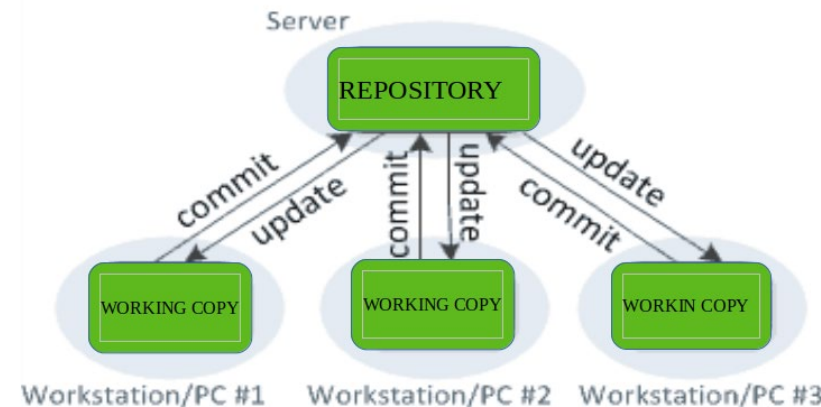 Server
REPOSITORY
commit
update
commit
update
commit
update
WORKING COPY
WORKING COPY
WORKIN COPY
Workstation/PC #1
Workstation/PC #2
Workstation/PC #3